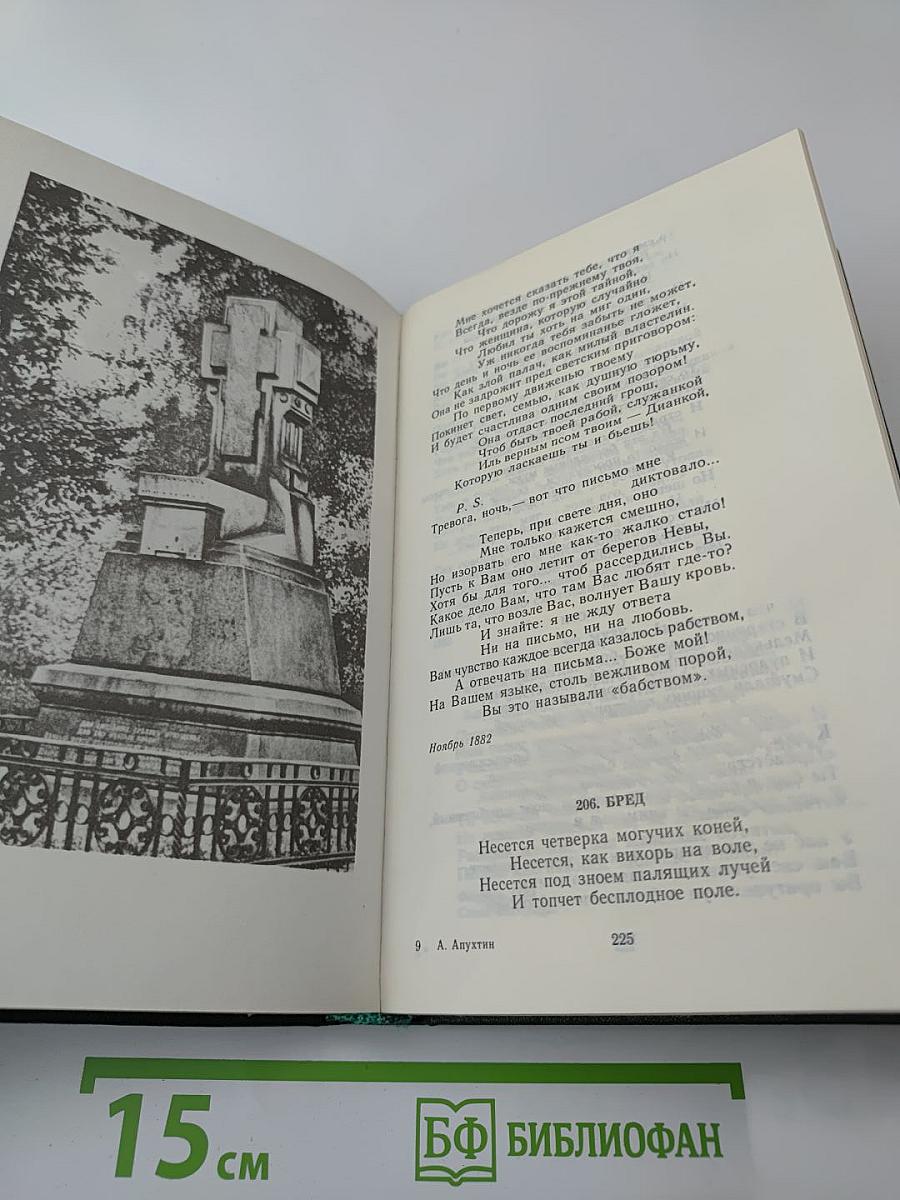 Мне хочется сказать тебе, что я
Всегда, везде по-прежнему твоя,
Что дорожу я этой тайной,
Что женщина, которую случайно
Любил ты хоть на миг один,
Уж никогда тебя забыть не может,
Что день и ночь ее воспоминанье гложет,
Как злой палач, как милый властелин.
Она не задрожит пред светским приговором:
По первому движенью твоему
Покинет свет, семью, как душную тюрьму,
И будет счастлива одним своим позором!
Она отдаст последний грош,
Чтоб быть твоей рабой, служанкой
Иль верным псом твоим — Дианкой,
Которую ласкаешь ты и бьешь!
P. S.
Тревога, ночь,— вот что письмо мне
диктовало...
Теперь, при свете дня, оно
Мне только кажется смешно,
Но изорвать его мне как-то жалко стало!
Пусть к Вам оно летит от берегов Невы,
Хотя бы для того... чтоб рассердились Вы.
Какое дело Вам, что там Вас любят где-то?
Лишь та, что возле Вас, волнует Вашу кровь.
И знайте: я не жду ответа
Ни на письмо, ни на любовь.
Вам чувство каждое всегда казалось рабством,
А отвечать на письма... Боже мой!
На Вашем языке, столь вежливом порой,
Вы это называли «бабством».
Ноябрь 1882
206. БРЕД
Несется четверка могучих коней,
Несется, как вихорь на воле,
Несется под зноем палящих лучей
И топчет бесплодное поле.
9 А. Апухтин 225
15 см
БФ БИБЛИОФАН